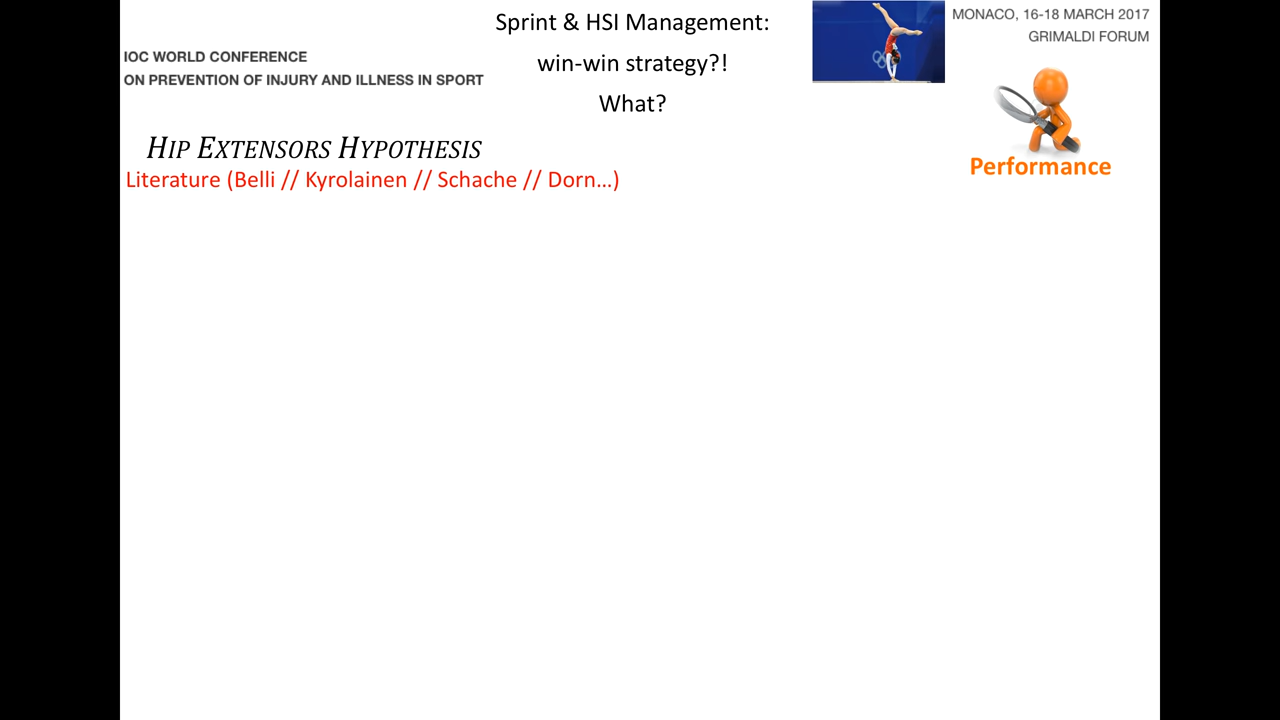 Sprint & HSI Management:
win-win strategy?!
What?
IOC WORLD CONFERENCE
ON PREVENTION OF INJURY AND ILLNESS IN SPORT
MONACO, 16-18 MARCH 2017
GRIMALDI FORUM
Performance
HIP EXTENSORS HYPOTHESIS
Literature (Belli // Kyrolainen // Schache // Dorn...)